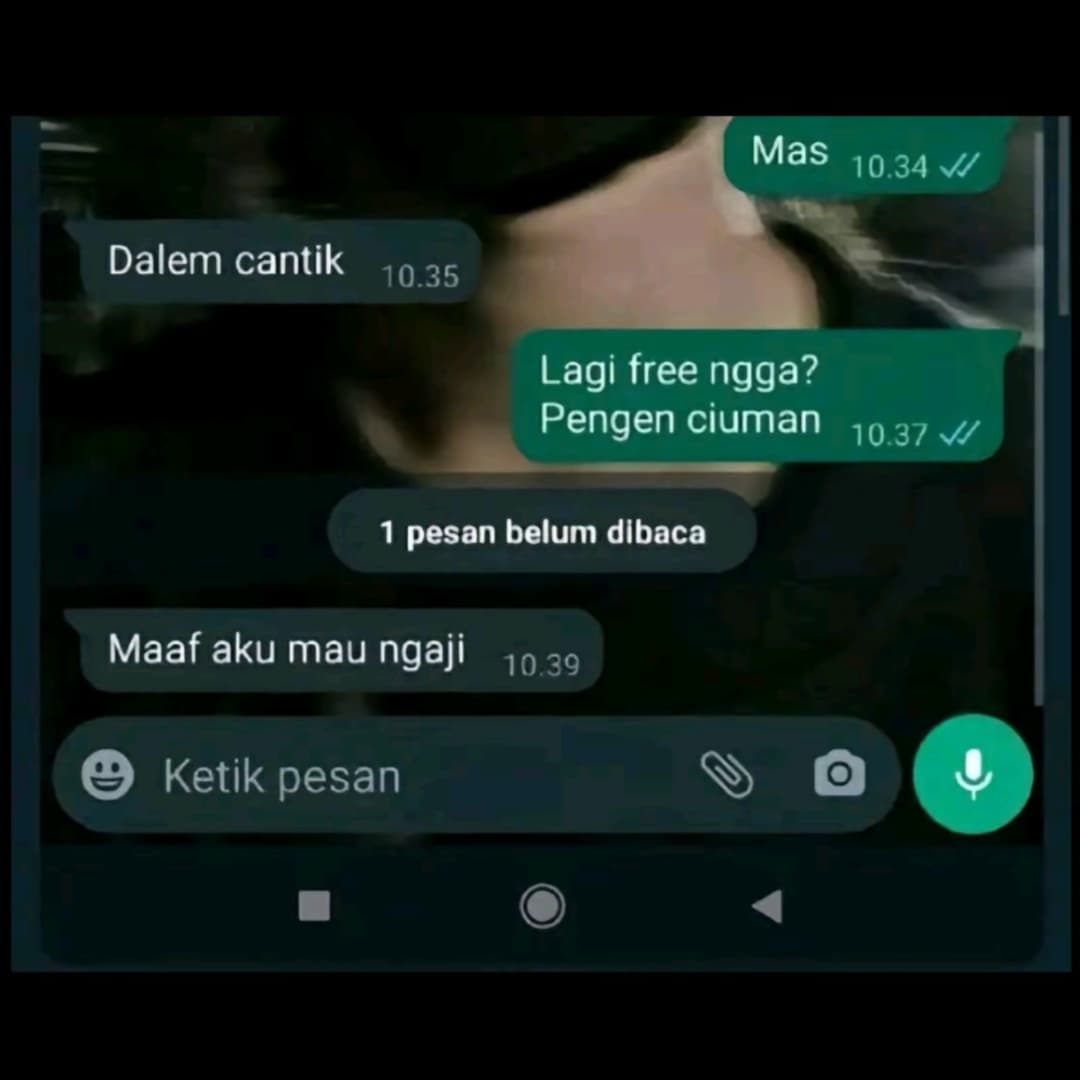 Mas 10.34
Dalem cantik 10.35
Lagi free ngga?
Pengen ciuman 10.37
1 pesan belum dibaca
Maaf aku mau ngaji 10.39
Ketik pesan